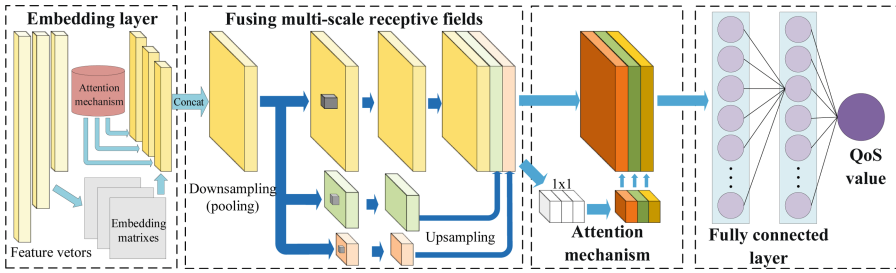 Embedding layer
Attention
mechanism
Feature vetors
Embedding
matrixes
Concat
Fusing multi-scale receptive fields
Downsampling
(pooling)
Upsampling
1x1
Attention
mechanism
Fully connected
layer
QoS
value